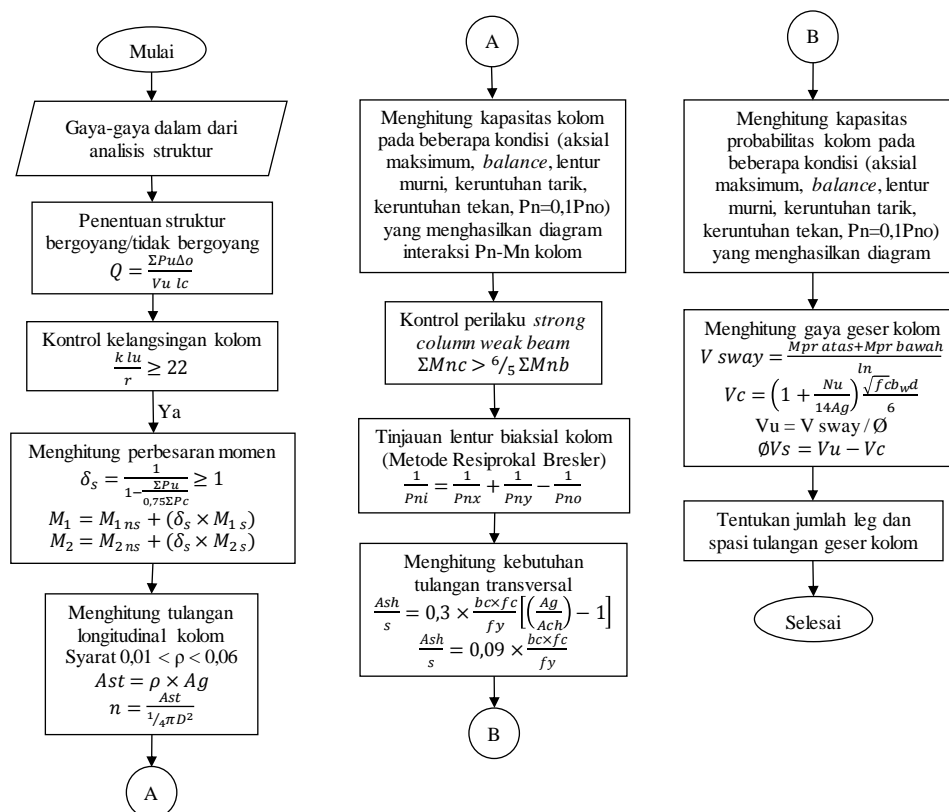 Mulai
Gaya-gaya dalam dari
analisis struktur
Penentuan struktur
bergoyang/tidak bergoyang
Q = ΣPuΔo / Vu lc
Kontrol kelangsingan kolom
k lu / r ≥ 22
Ya
Menghitung perbesaran momen
δs = 1 / (1 − ΣPu / 0,75ΣPc) ≥ 1
M1 = M1 ns + (δs × M1 s)
M2 = M2 ns + (δs × M2 s)
Menghitung tulangan
longitudinal kolom
Syarat 0,01 < ρ < 0,06
Ast = ρ × Ag
n = Ast / ¼πD²
A
A
Menghitung kapasitas kolom
pada beberapa kondisi (aksial
maksimum, balance, lentur
murni, keruntuhan tarik,
keruntuhan tekan, Pn=0,1Pno)
yang menghasilkan diagram
interaksi Pn-Mn kolom
Kontrol perilaku strong
column weak beam
ΣMnc > 6/5 ΣMnb
Tinjauan lentur biaksial kolom
(Metode Resiprokal Bresler)
1/Pni = 1/Pnx + 1/Pny − 1/Pno
Menghitung kebutuhan
tulangan transversal
Ash/s = 0,3 × bc×fc/fy [(Ag/Ach) − 1]
Ash/s = 0,09 × bc×fc/fy
B
B
Menghitung kapasitas
probabilitas kolom pada
beberapa kondisi (aksial
maksimum, balance, lentur
murni, keruntuhan tarik,
keruntuhan tekan, Pn=0,1Pno)
yang menghasilkan diagram
Menghitung gaya geser kolom
V sway = Mpr atas+Mpr bawah / ln
Vc = (1 + Nu/14Ag) √fc bw d / 6
Vu = V sway / Ø
ØVs = Vu − Vc
Tentukan jumlah leg dan
spasi tulangan geser kolom
Selesai